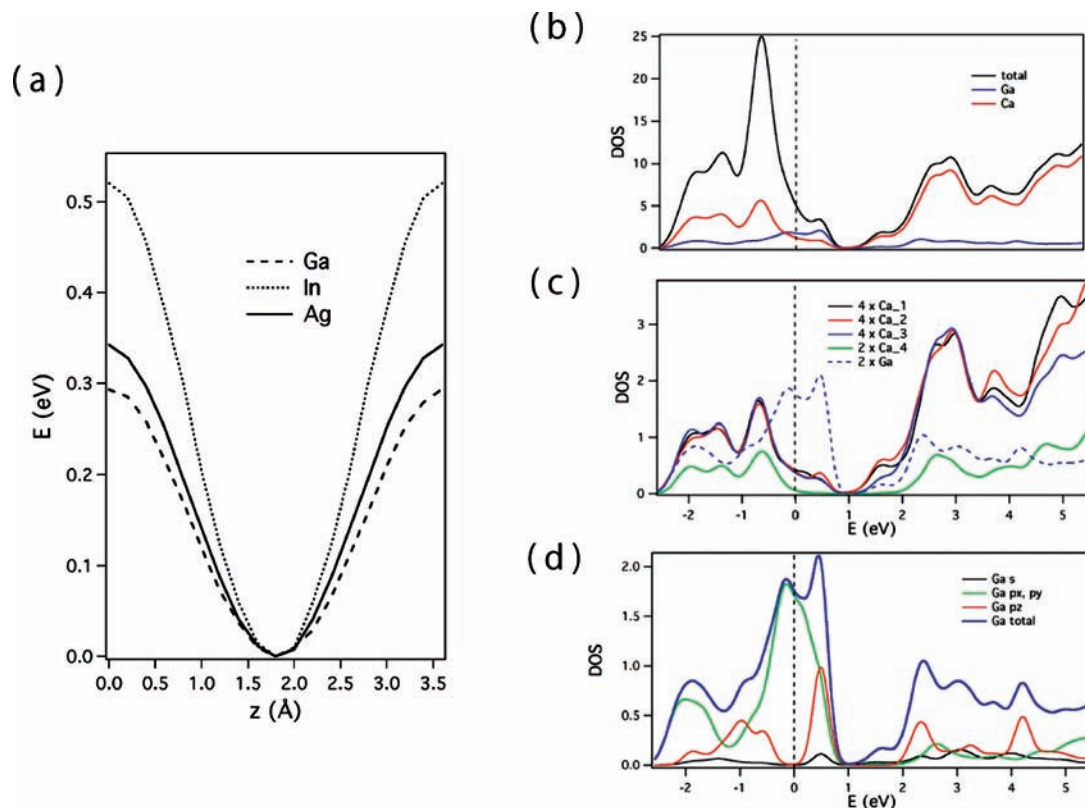 (a)
E (eV)
0.5
0.4
0.3
0.2
0.1
0.0
Ga
In
Ag
0.0 0.5 1.0 1.5 2.0 2.5 3.0 3.5
z (Å)
(b)
DOS
25
20
15
10
5
0
total
Ga
Ca
(c)
DOS
3
2
1
0
4 x Ca_1
4 x Ca_2
4 x Ca_3
2 x Ca_4
2 x Ga
-2 -1 0 1 2 3 4 5
E (eV)
(d)
DOS
2.0
1.5
1.0
0.5
0.0
Ga s
Ga px, py
Ga pz
Ga total
-2 -1 0 1 2 3 4 5
E (eV)